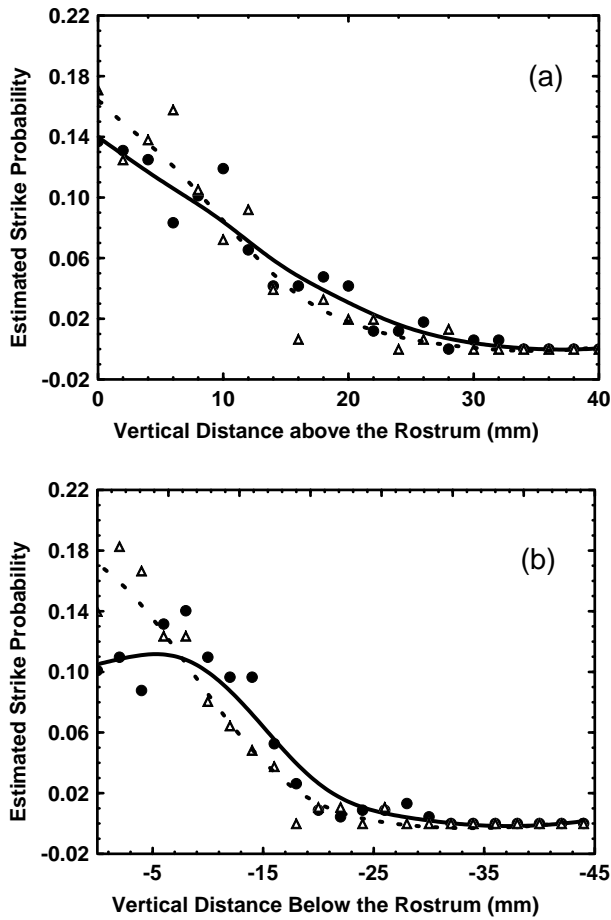 0.22
0.18
0.14
0.10
0.06
0.02
-0.02
Estimated Strike Probability
(a)
0 10 20 30 40
Vertical Distance above the Rostrum (mm)
0.22
0.18
0.14
0.10
0.06
0.02
-0.02
Estimated Strike Probability
(b)
-5 -15 -25 -35 -45
Vertical Distance Below the Rostrum (mm)